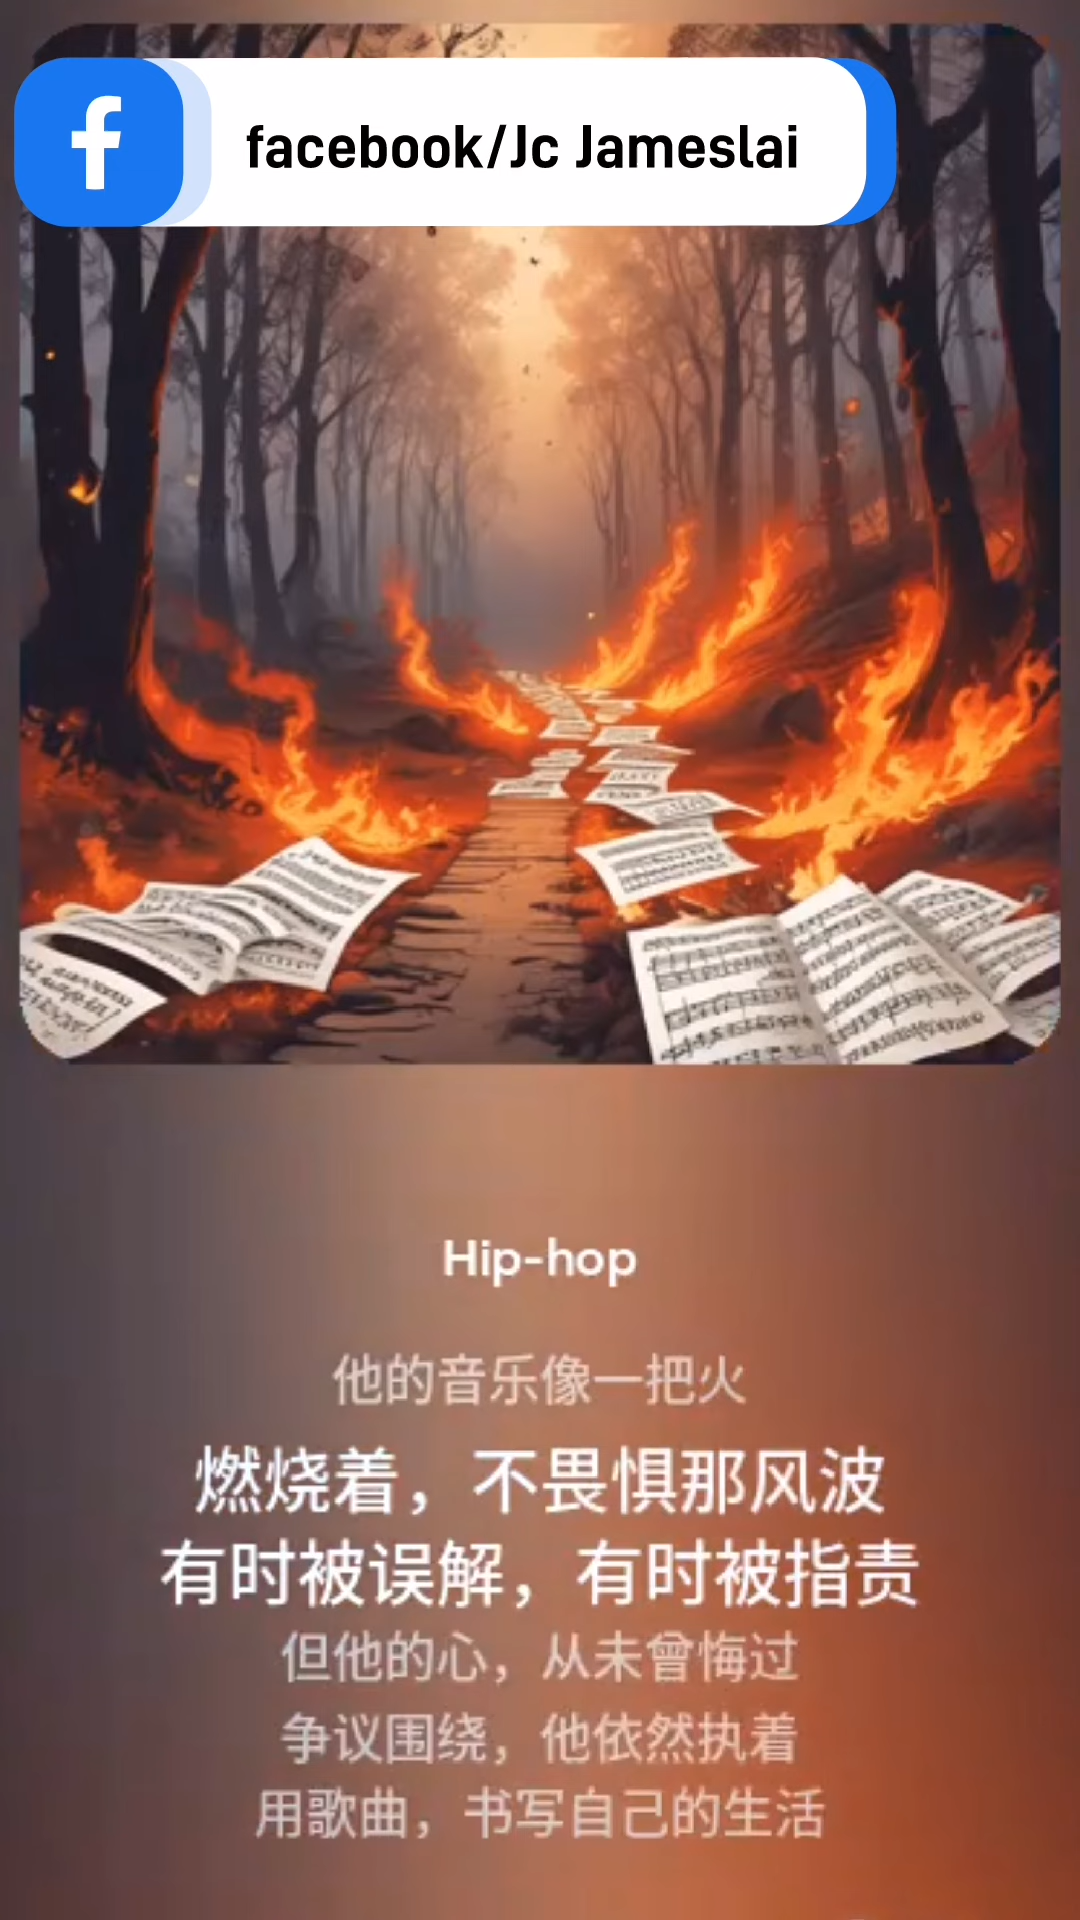 facebook/Jc Jameslai
Hip-hop
他的音乐像一把火
燃烧着，不畏惧那风波
有时被误解，有时被指责
但他的心，从未曾悔过
争议围绕，他依然执着
用歌曲，书写自己的生活